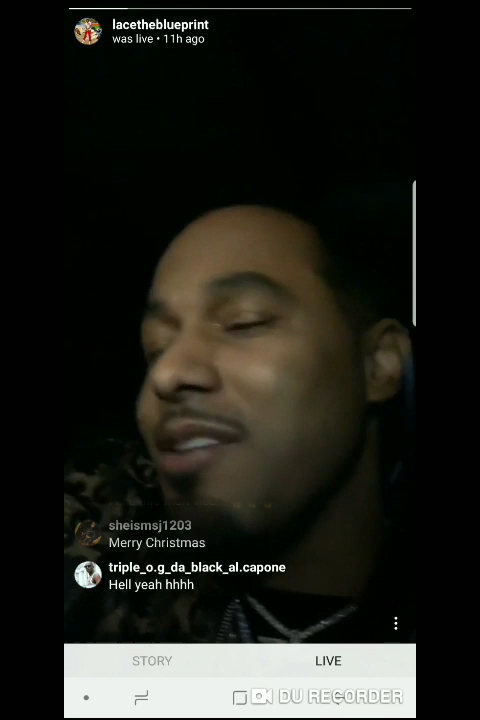 lacetheblueprint
was live • 11h ago
sheismsj1203
Merry Christmas
triple_o.g_da_black_al.capone
Hell yeah hhhh
STORY LIVE
DU RECORDER